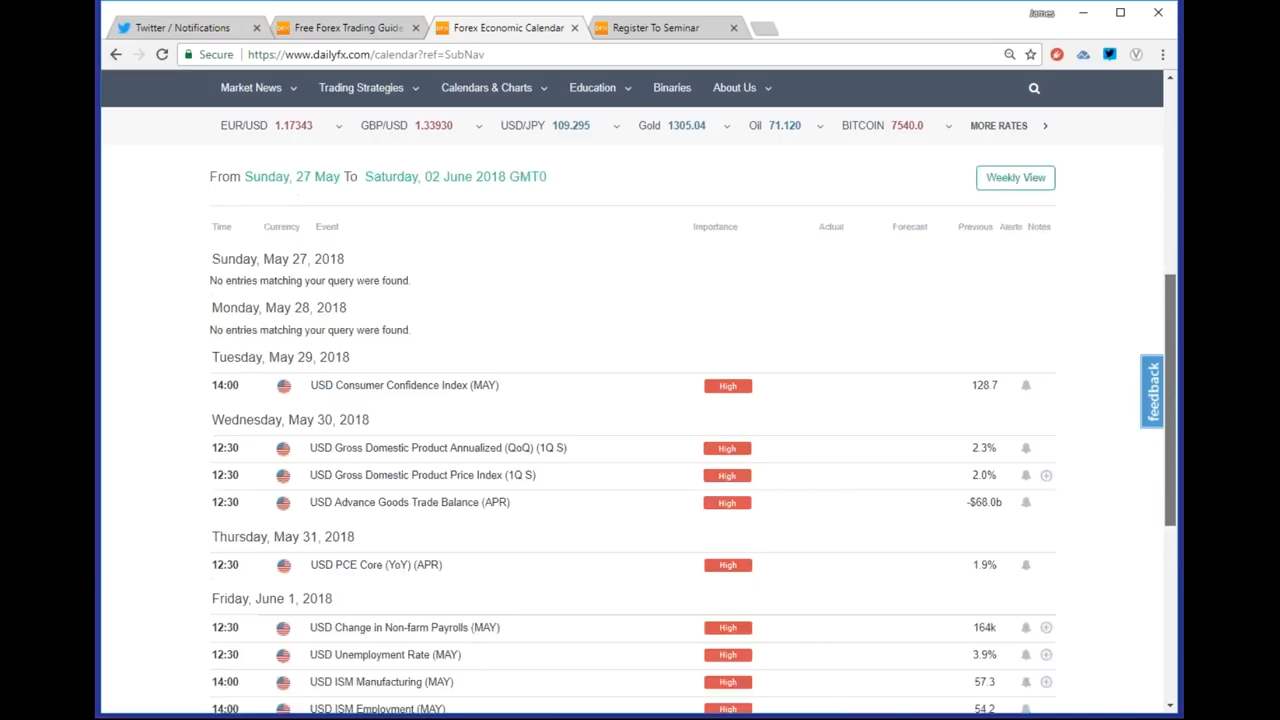 James
Twitter / Notifications
Free Forex Trading Guide
Forex Economic Calendar
Register To Seminar
Secure https://www.dailyfx.com/calendar?ref=SubNav
Market News Trading Strategies Calendars & Charts Education Binaries About Us
EUR/USD 1.17343 GBP/USD 1.33930 USD/JPY 109.295 Gold 1305.04 Oil 71.120 BITCOIN 7540.0 MORE RATES
From Sunday, 27 May To Saturday, 02 June 2018 GMT0
Weekly View
Time Currency Event Importance Actual Forecast Previous Alerts Notes
Sunday, May 27, 2018
No entries matching your query were found.
Monday, May 28, 2018
No entries matching your query were found.
Tuesday, May 29, 2018
14:00 USD Consumer Confidence Index (MAY) High 128.7
Wednesday, May 30, 2018
12:30 USD Gross Domestic Product Annualized (QoQ) (1Q S) High 2.3%
12:30 USD Gross Domestic Product Price Index (1Q S) High 2.0%
12:30 USD Advance Goods Trade Balance (APR) High -$68.0b
Thursday, May 31, 2018
12:30 USD PCE Core (YoY) (APR) High 1.9%
Friday, June 1, 2018
12:30 USD Change in Non-farm Payrolls (MAY) High 164k
12:30 USD Unemployment Rate (MAY) High 3.9%
14:00 USD ISM Manufacturing (MAY) High 57.3
14:00 USD ISM Employment (MAY) High 54.2
feedback